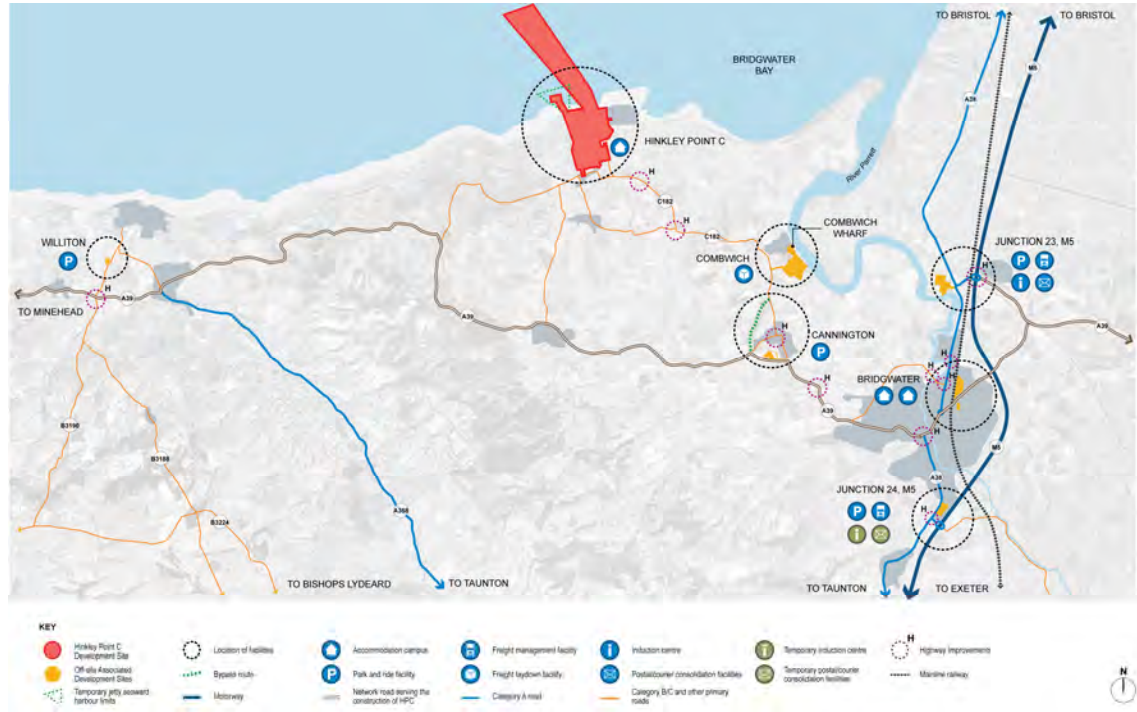 TO BRISTOL
TO BRISTOL
BRIDGWATER
BAY
M5
A38
HINKLEY POINT C
River Parrett
H
C182
H
C182
COMBWICH
WHARF
WILLITON
P
COMBWICH
JUNCTION 23, M5
P
i
H
H
A39
TO MINEHEAD
A39
A39
H
CANNINGTON
P
H
H
H
BRIDGWATER
H
A39
H
B3190
B3188
M5
A38
JUNCTION 24, M5
P
H
i
A358
B3224
TO BISHOPS LYDEARD
TO TAUNTON
TO TAUNTON
TO EXETER
KEY
Hinkley Point C
Development Site
Off-site Associated
Development Sites
Temporary jetty seaward
harbour limits
Location of facilities
Bypass route
Motorway
Accommodation campus
P
Park and ride facility
Network road serving the
construction of HPC
Freight management facility
Freight laydown facility
Category A road
i
Induction centre
Postal/courier consolidation facilities
Category B/C and other primary
roads
i
Temporary induction centre
Temporary postal/courier
consolidation facilities
H
Highway improvements
Mainline railway
N